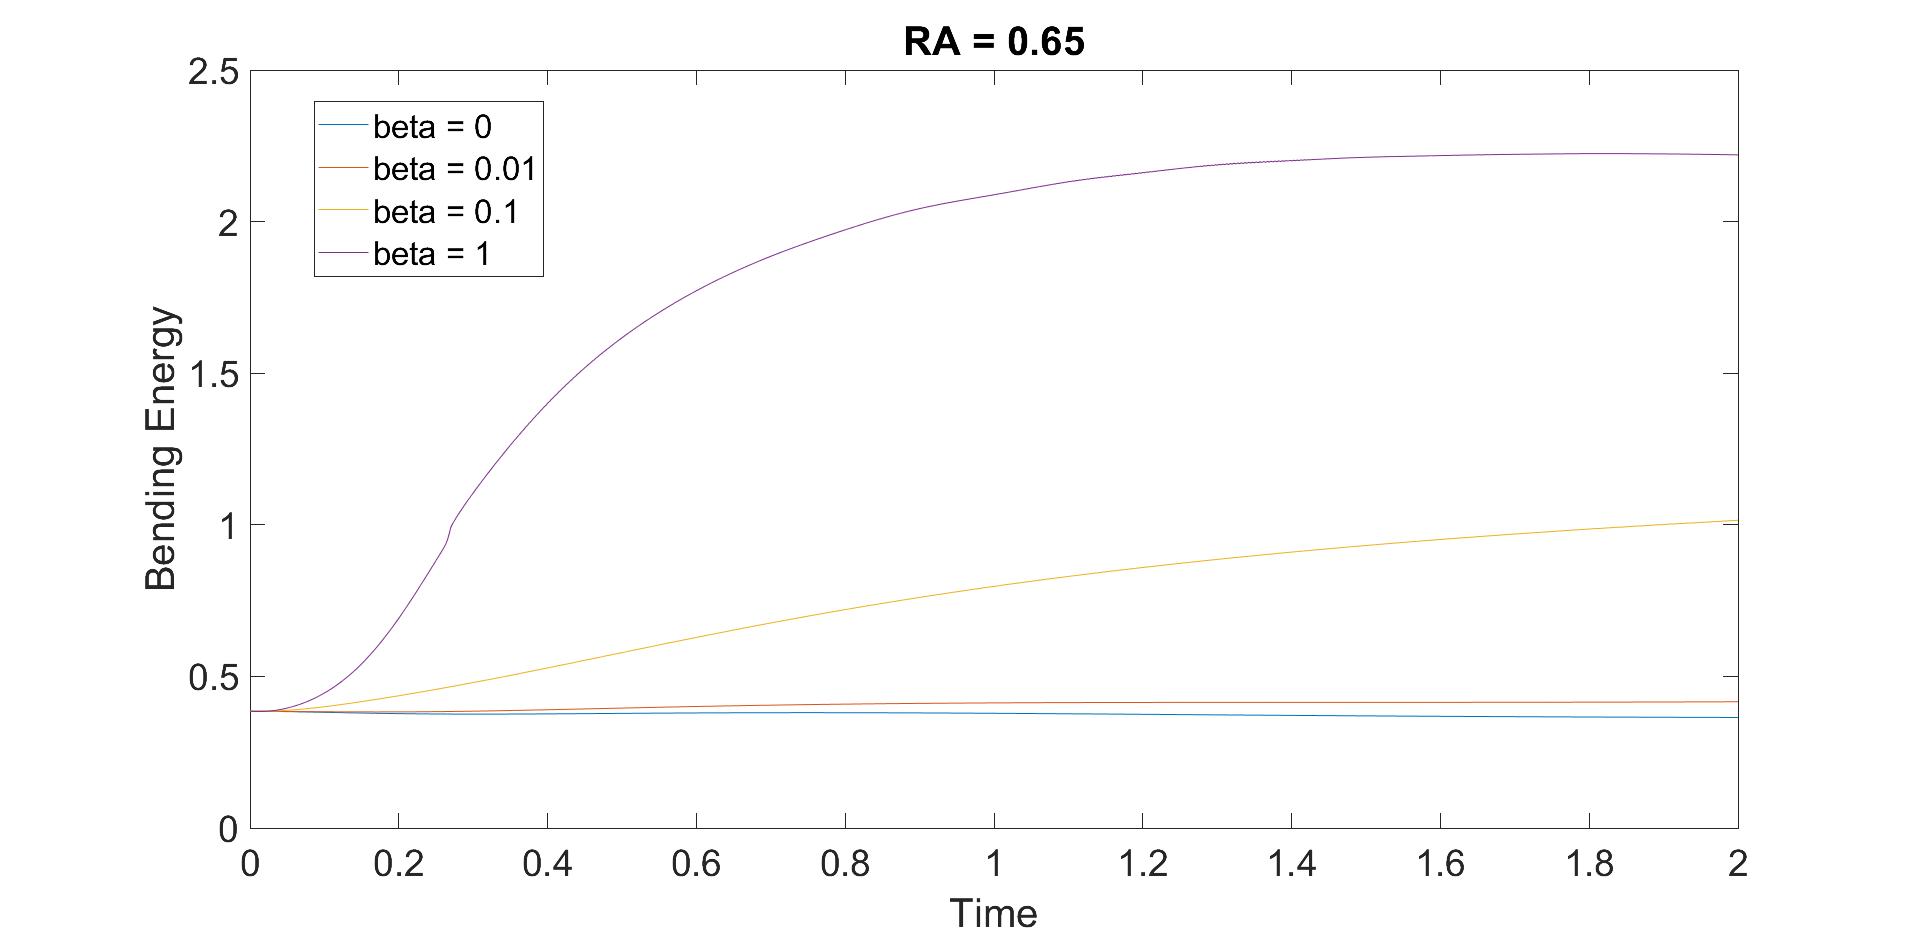 RA = 0.65
2.5
2
1.5
1
0.5
0
Bending Energy
beta = 0
beta = 0.01
beta = 0.1
beta = 1
0 0.2 0.4 0.6 0.8 1 1.2 1.4 1.6 1.8 2
Time